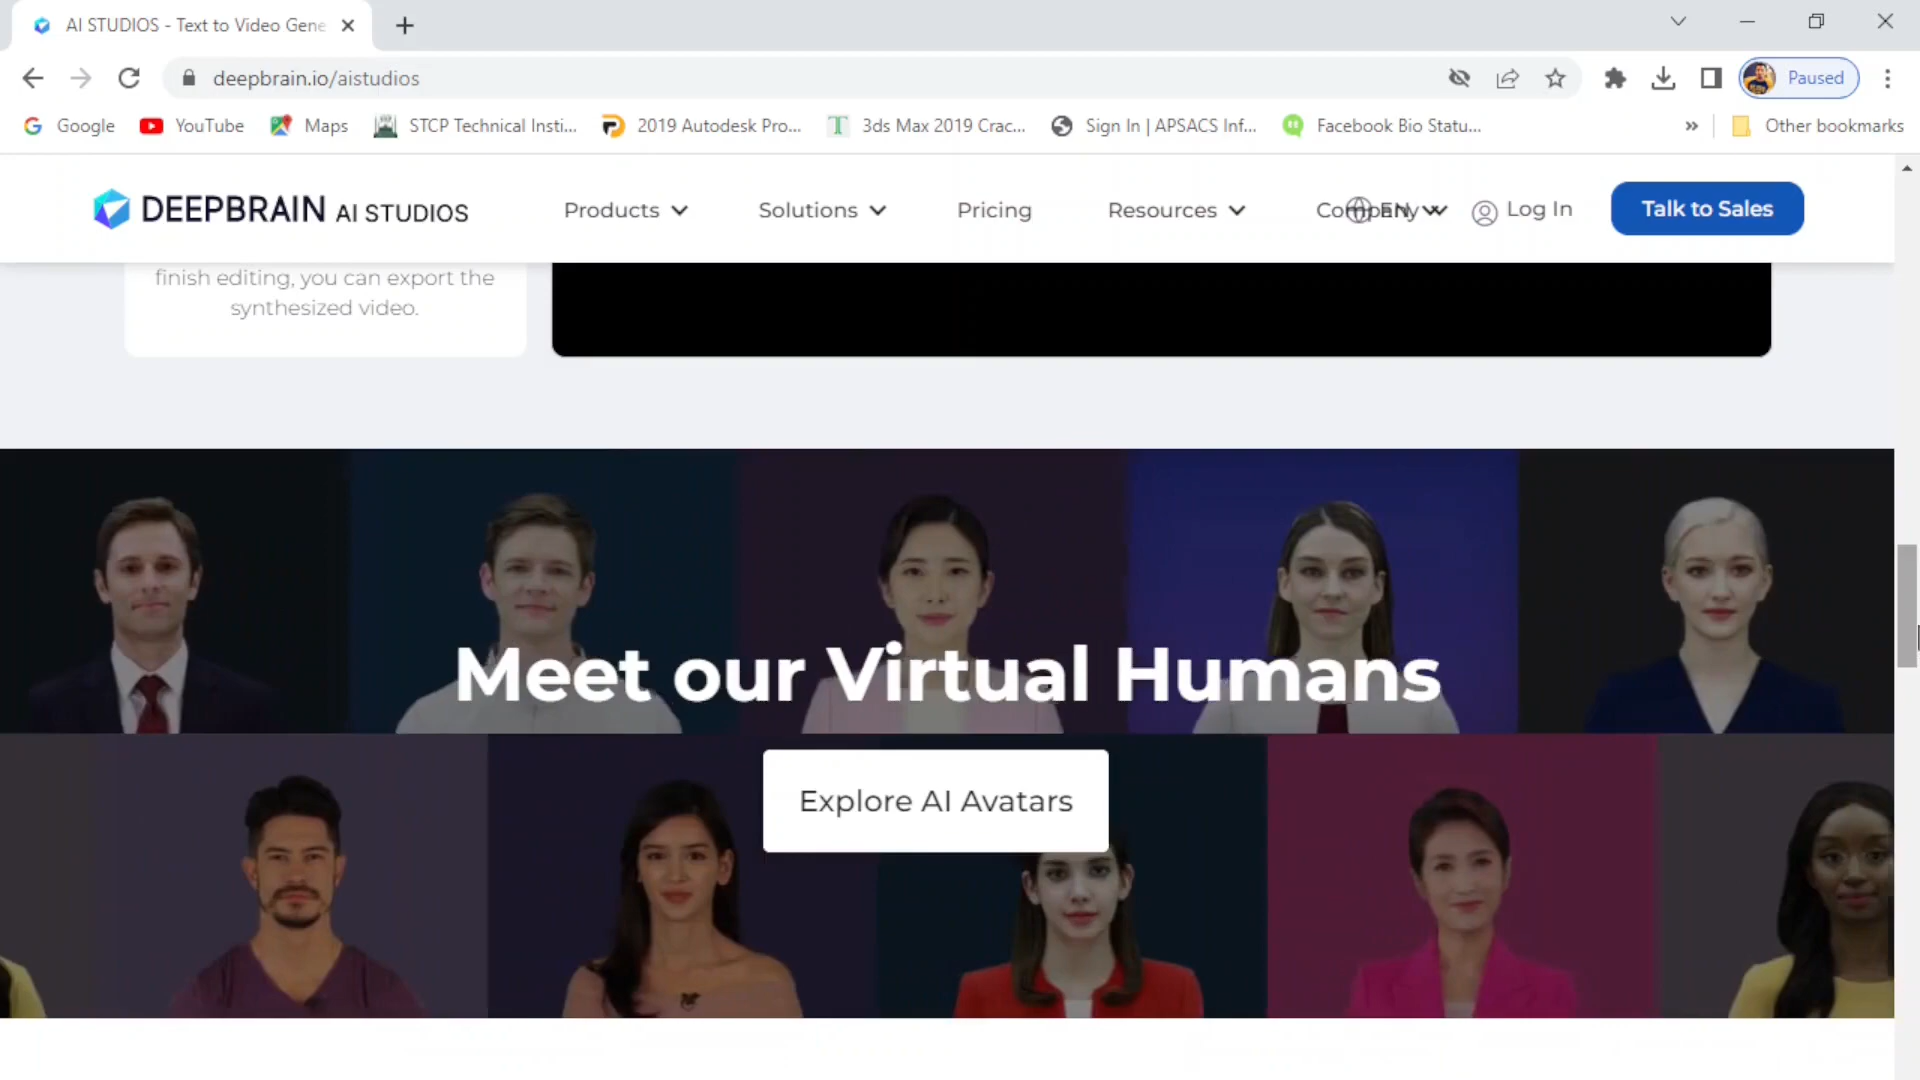 AI STUDIOS - Text to Video Gene
deepbrain.io/aistudios
Paused
Google YouTube Maps STCP Technical Insti... 2019 Autodesk Pro... 3ds Max 2019 Crac... Sign In | APSACS Inf... Facebook Bio Statu... » Other bookmarks
DEEPBRAIN AI STUDIOS Products Solutions Pricing Resources Company EN Log In Talk to Sales
finish editing, you can export the
synthesized video.
Meet our Virtual Humans
Explore AI Avatars